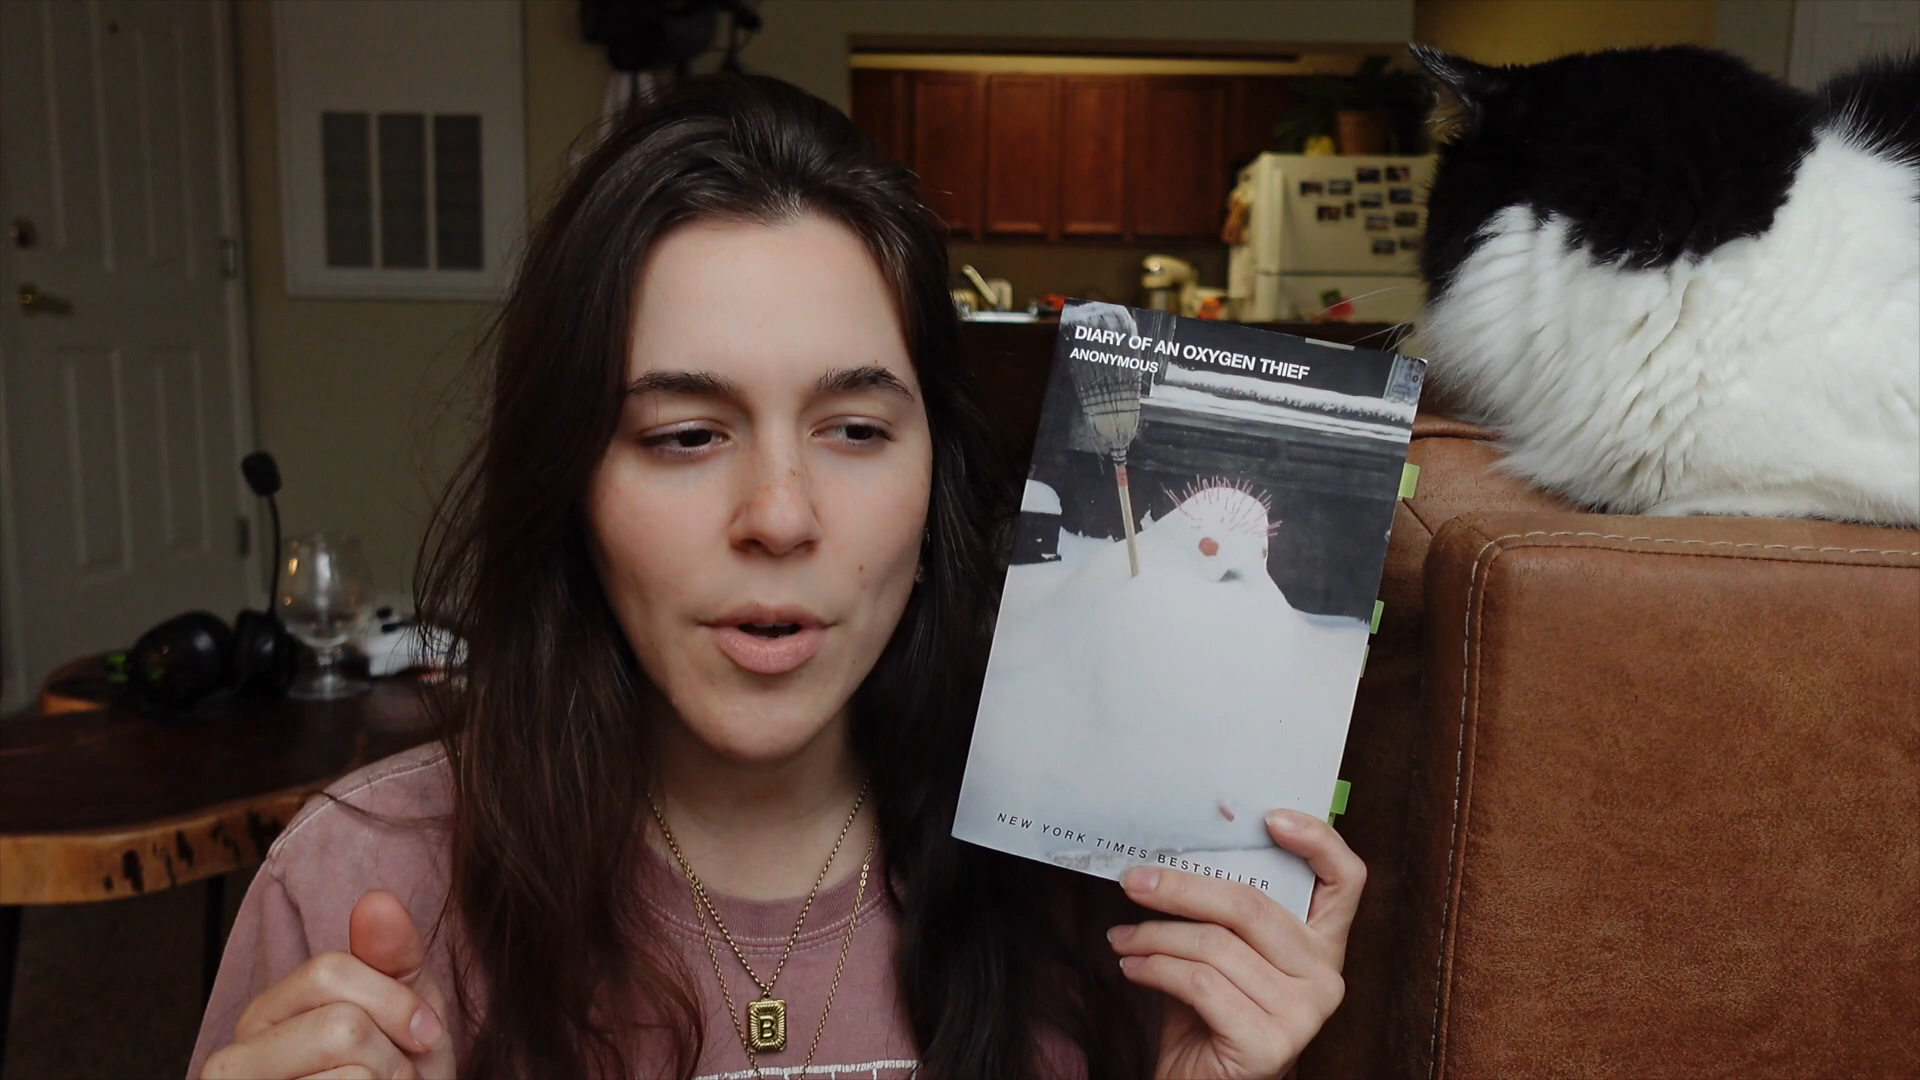 DIARY OF AN OXYGEN THIEF
ANONYMOUS
NEW YORK TIMES BESTSELLER
B